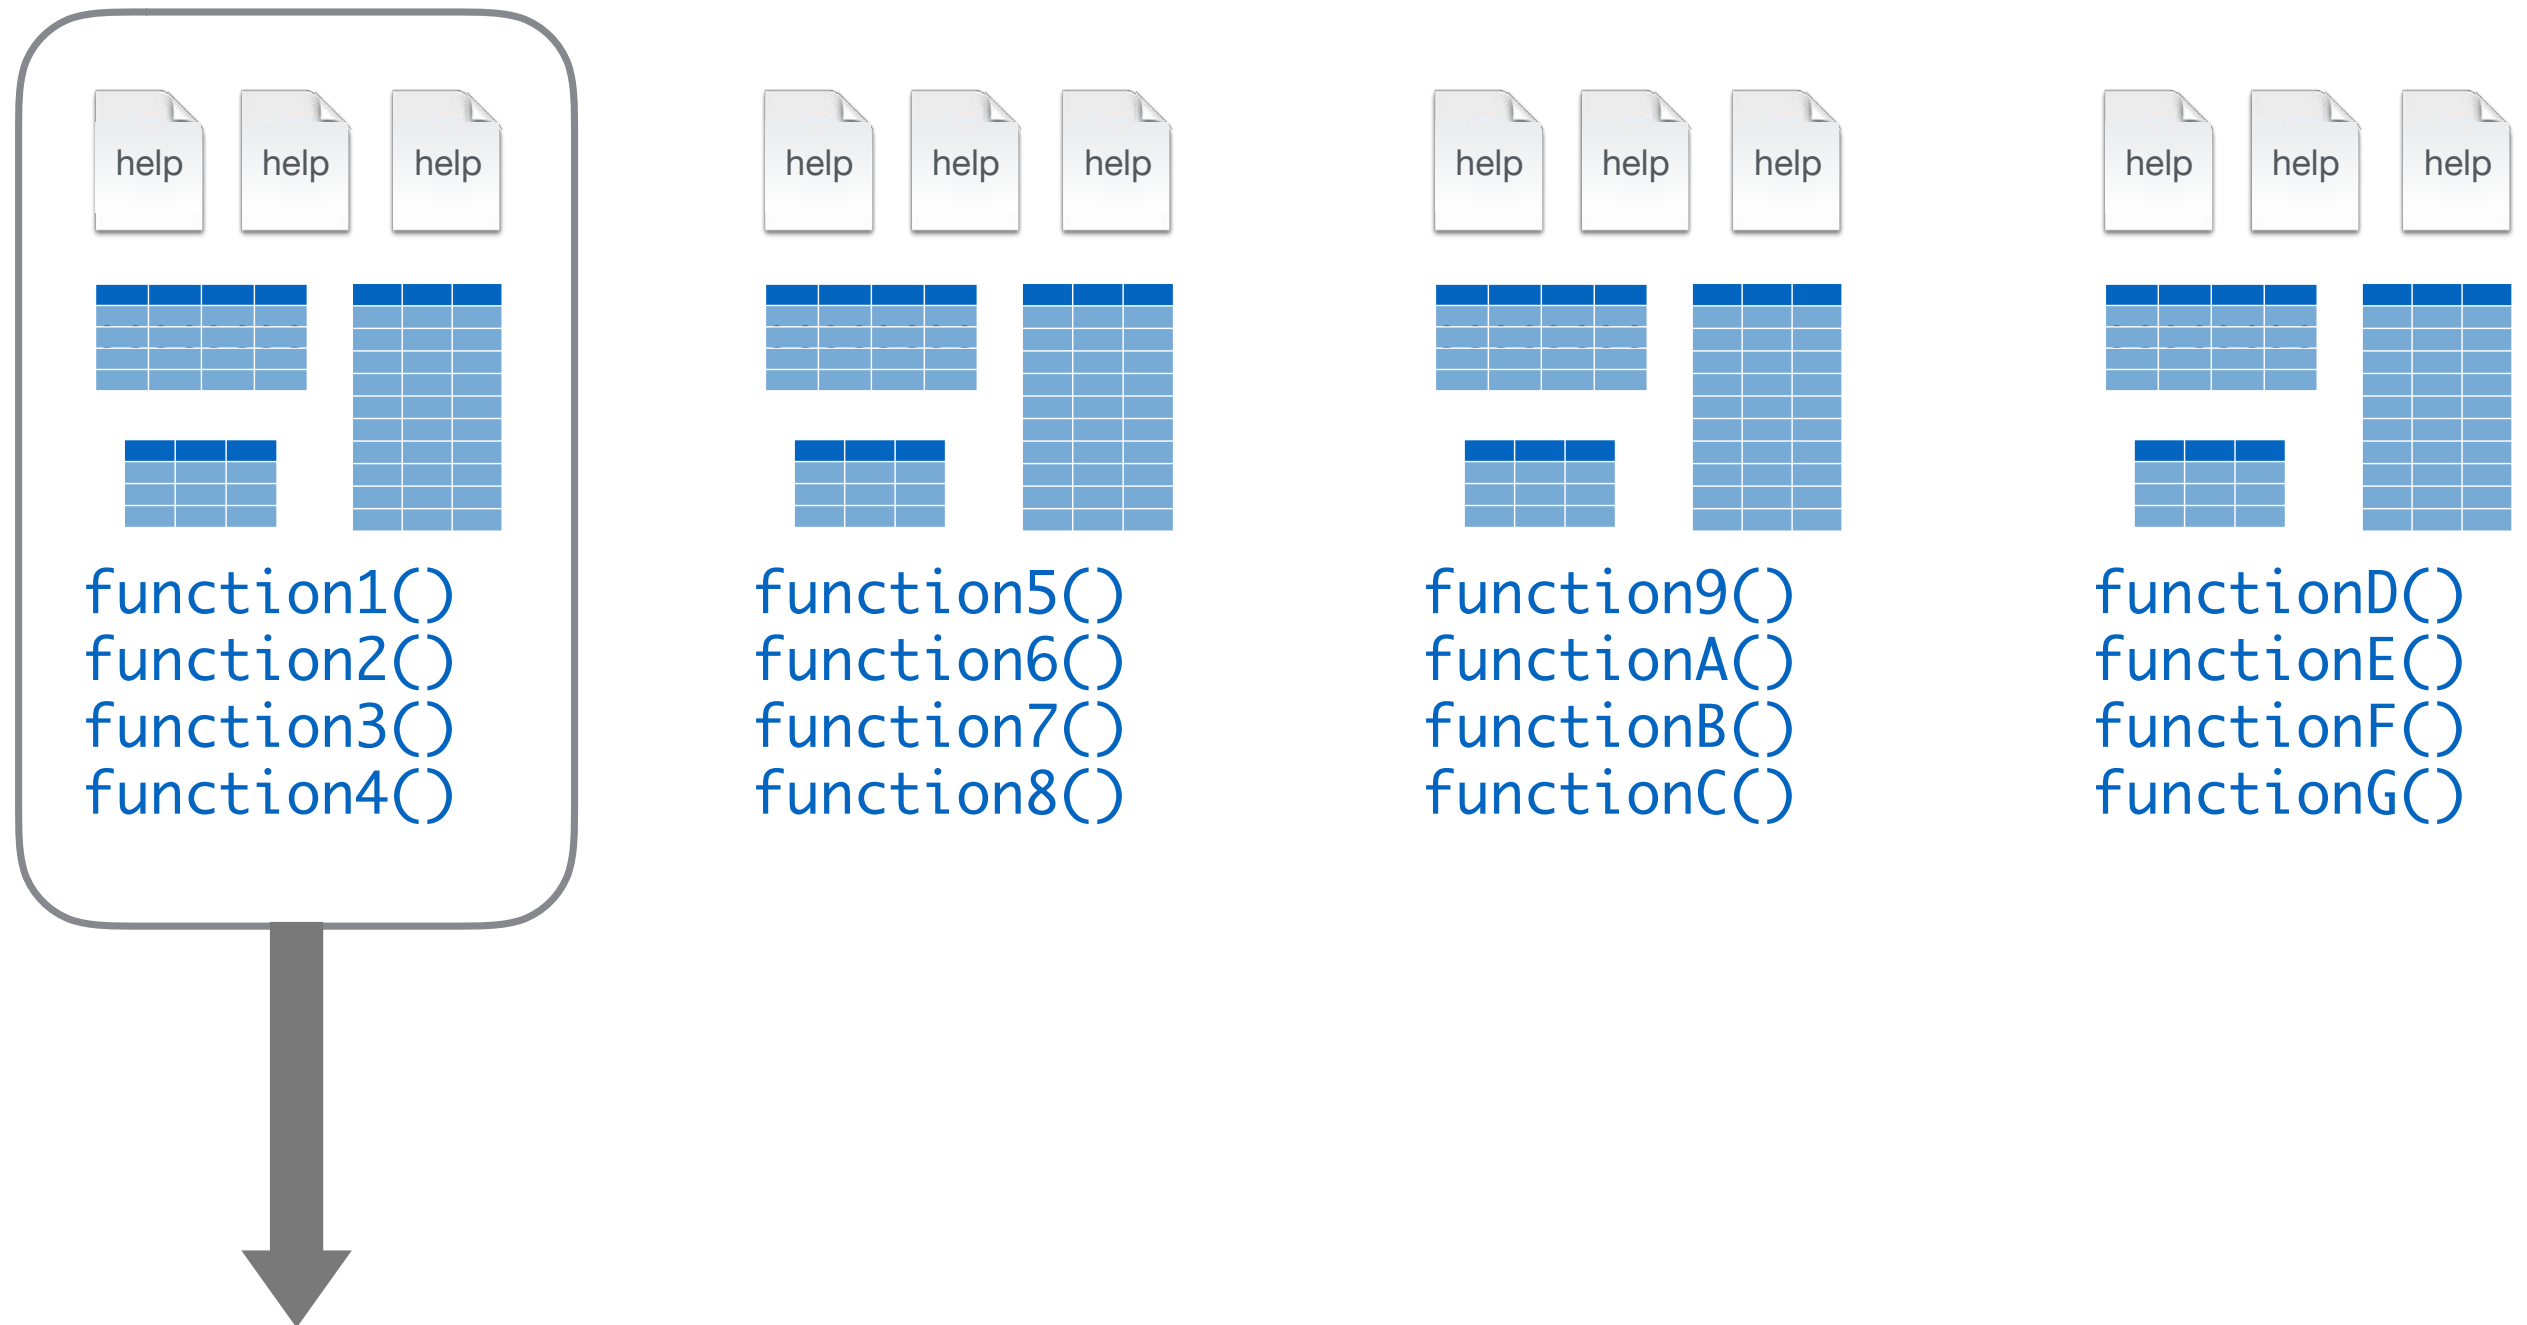 help help help
function1()
function2()
function3()
function4()
help help help
function5()
function6()
function7()
function8()
help help help
function9()
functionA()
functionB()
functionC()
help help help
functionD()
functionE()
functionF()
functionG()